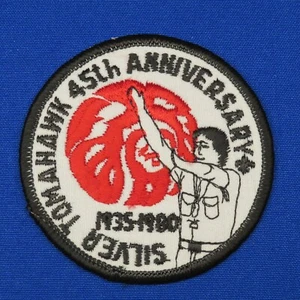 SILVER TOMAHAWK 45th ANNIVERSARY
1935-1980